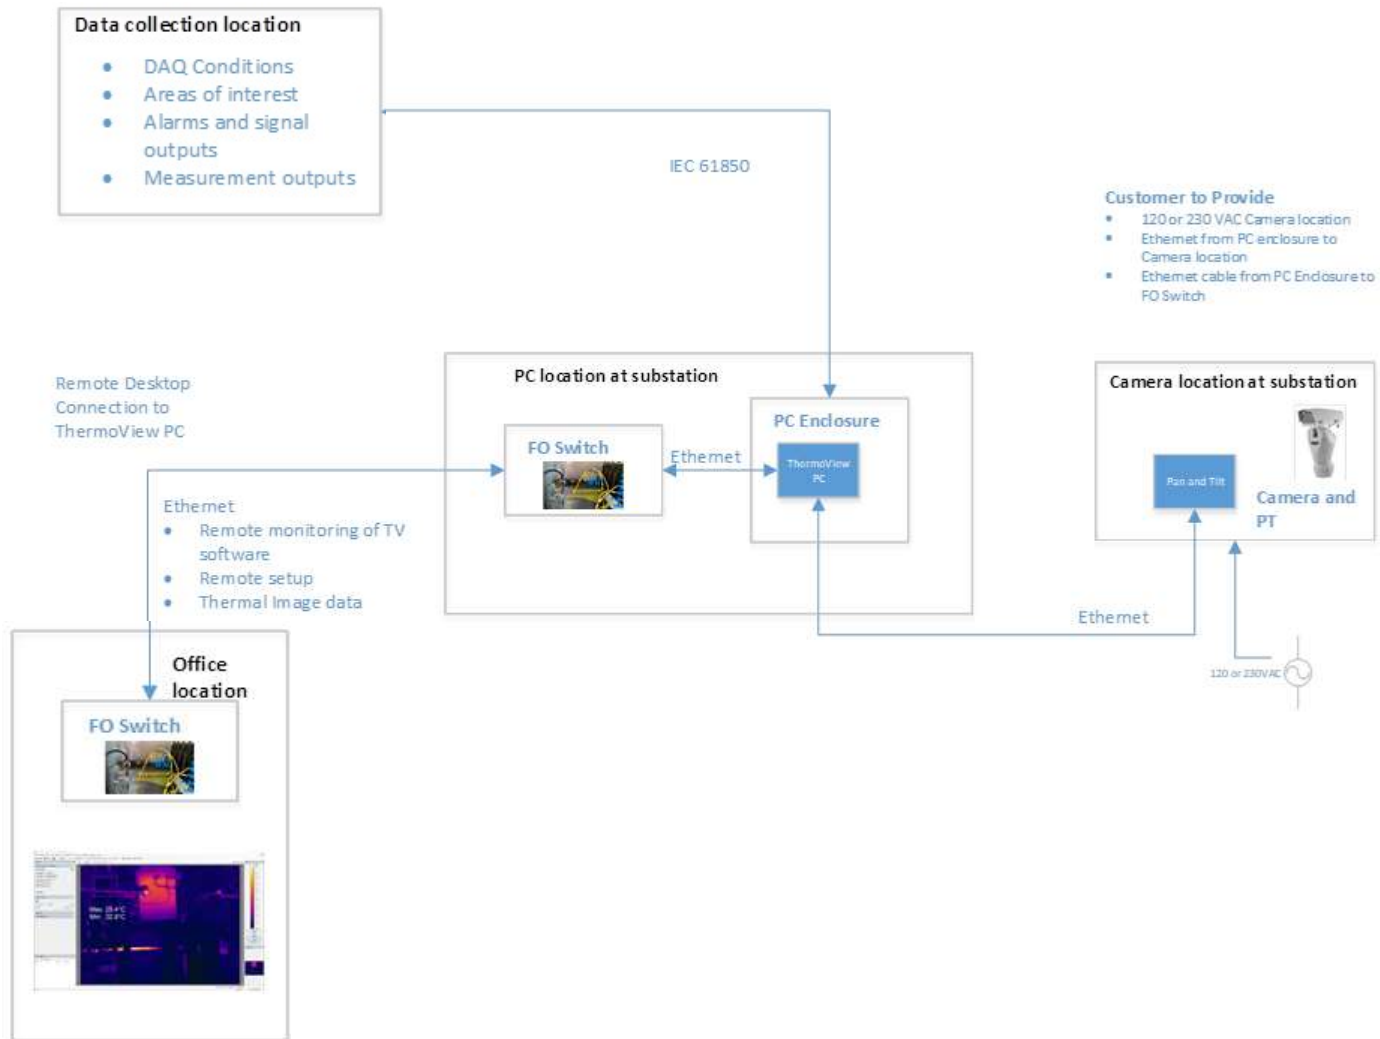 Data collection location
• DAQ Conditions
• Areas of interest
• Alarms and signal
outputs
• Measurement outputs
IEC 61850
Customer to Provide
• 120 or 230 VAC Camera location
• Ethernet from PC enclosure to
Camera location
• Ethernet cable from PC Enclosure to
FO Switch
Remote Desktop
Connection to
ThermoView PC
PC location at substation
FO Switch
Ethernet
PC Enclosure
ThermoView
PC
Camera location at substation
Pan and Tilt
Camera and
PT
Ethernet
• Remote monitoring of TV
software
• Remote setup
• Thermal Image data
Ethernet
120 or 230VAC
Office
location
FO Switch